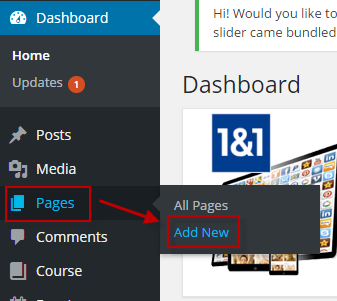 Dashboard
Home
Updates 1
Posts
Media
Pages
Comments
Course
Hi! Would you like to
slider came bundled
Dashboard
1&1
All Pages
Add New